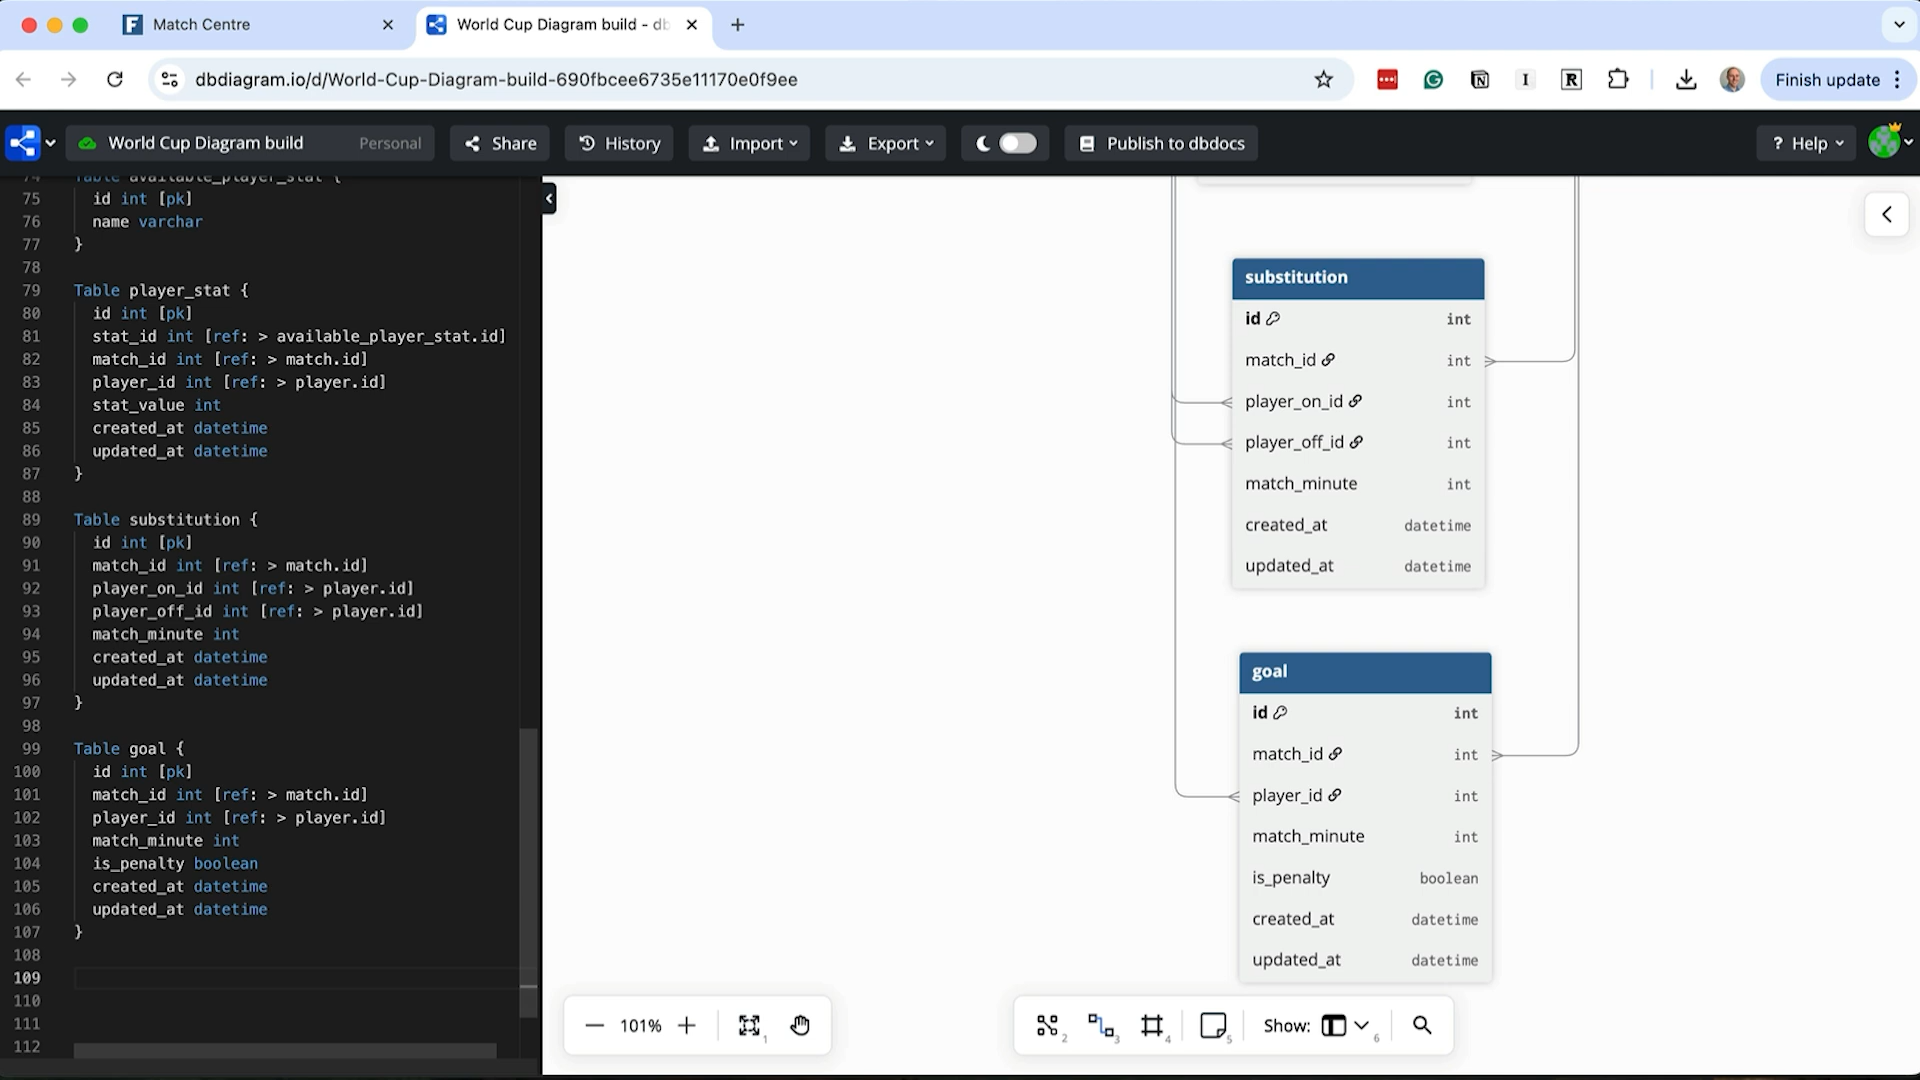 Match Centre
World Cup Diagram build - db
dbdiagram.io/d/World-Cup-Diagram-build-690fbcee6735e11170e0f9ee
Finish update
World Cup Diagram build
Personal
Share
History
Import
Export
Publish to dbdocs
? Help
74 Table available_player_stat {
75 id int [pk]
76 name varchar
77 }
78
79 Table player_stat {
80 id int [pk]
81 stat_id int [ref: > available_player_stat.id]
82 match_id int [ref: > match.id]
83 player_id int [ref: > player.id]
84 stat_value int
85 created_at datetime
86 updated_at datetime
87 }
88
89 Table substitution {
90 id int [pk]
91 match_id int [ref: > match.id]
92 player_on_id int [ref: > player.id]
93 player_off_id int [ref: > player.id]
94 match_minute int
95 created_at datetime
96 updated_at datetime
97 }
98
99 Table goal {
100 id int [pk]
101 match_id int [ref: > match.id]
102 player_id int [ref: > player.id]
103 match_minute int
104 is_penalty boolean
105 created_at datetime
106 updated_at datetime
107 }
108
109
110
111
112
substitution
id int
match_id int
player_on_id int
player_off_id int
match_minute int
created_at datetime
updated_at datetime
goal
id int
match_id int
player_id int
match_minute int
is_penalty boolean
created_at datetime
updated_at datetime
101%
1
2
3
4
5
Show:
6